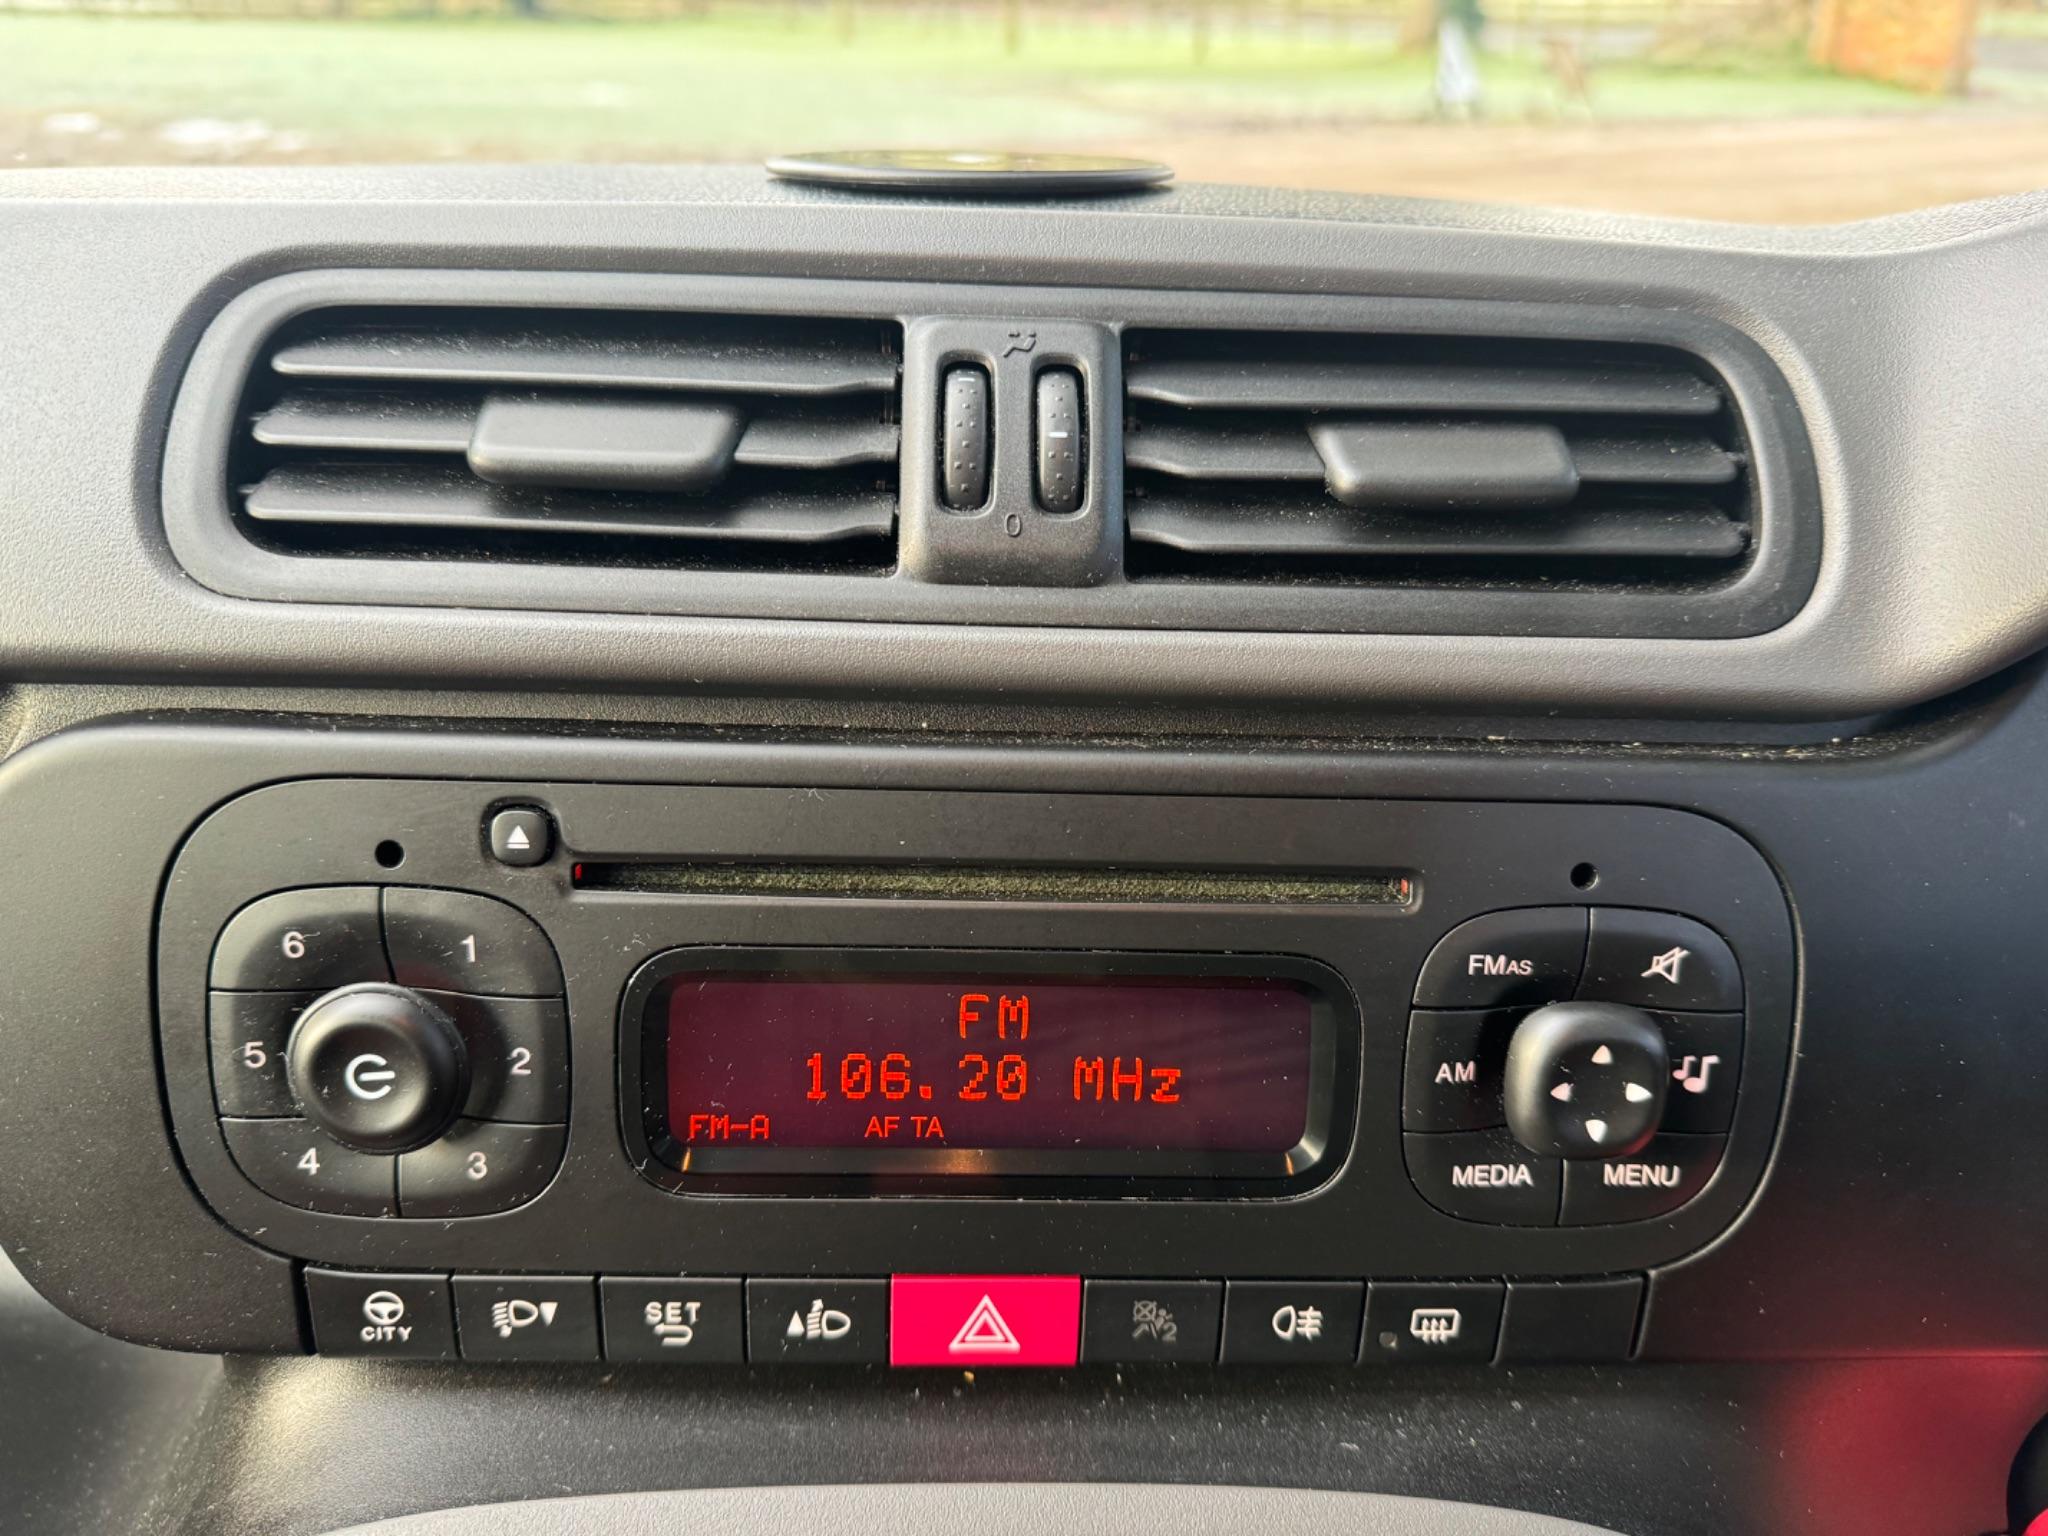 0
6 1
5 2
4 3
FM
106.20 MHz
FM-A AF TA
FMAS
AM
MEDIA MENU
CITY
SET
2